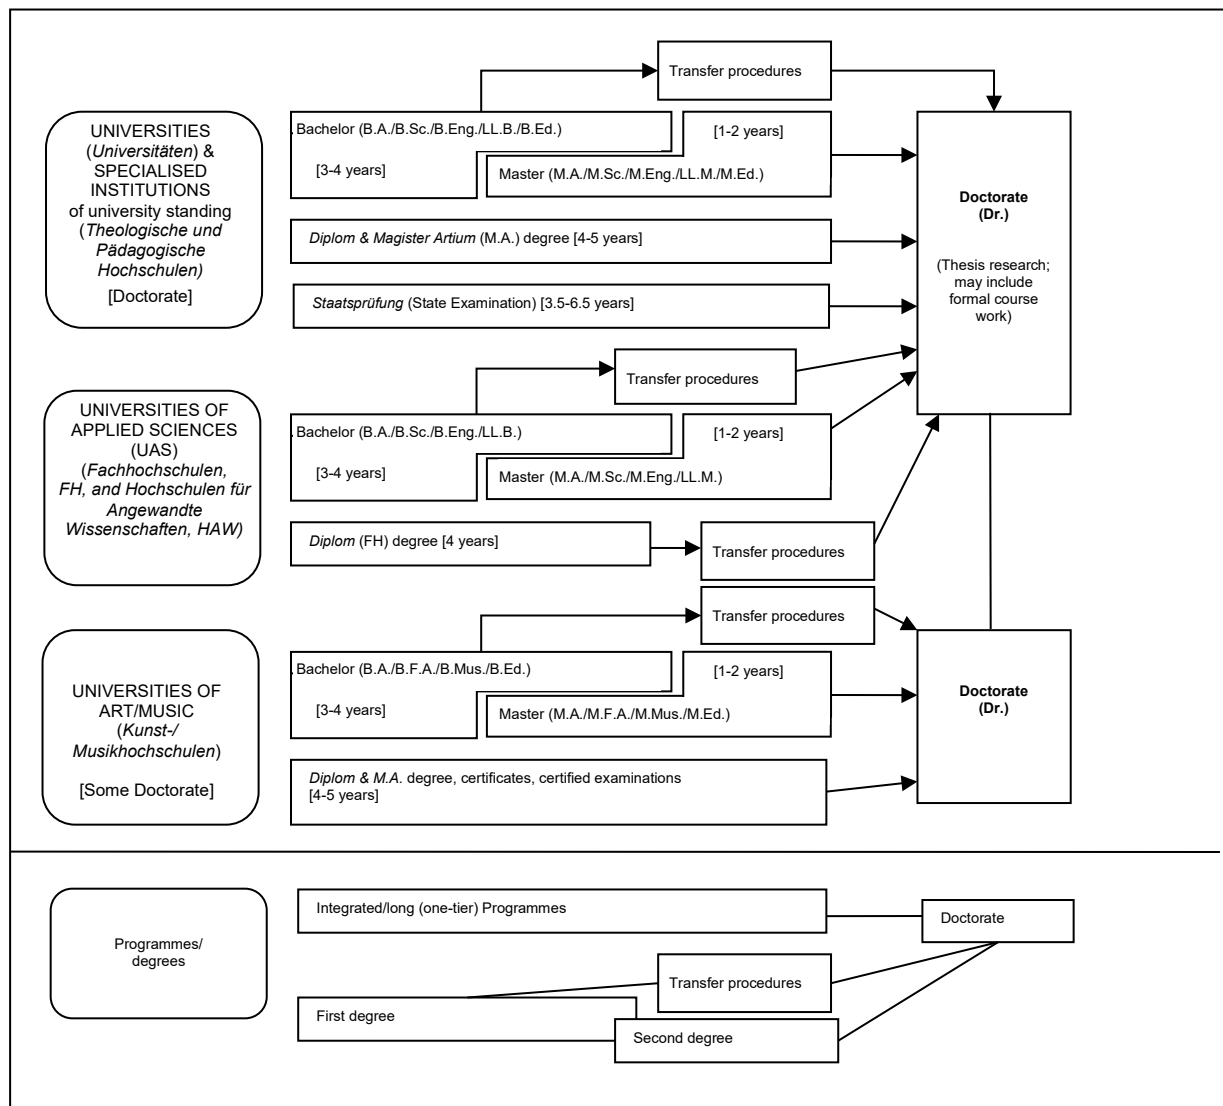 Transfer procedures
UNIVERSITIES
(Universitäten) &
SPECIALISED
INSTITUTIONS
of university standing
(Theologische und
Pädagogische
Hochschulen)
[Doctorate]
. Bachelor (B.A./B.Sc./B.Eng./LL.B./B.Ed.)
[3-4 years]
[1-2 years]
Master (M.A./M.Sc./M.Eng./LL.M./M.Ed.)
Diplom & Magister Artium (M.A.) degree [4-5 years]
Staatsprüfung (State Examination) [3.5-6.5 years]
Doctorate
(Dr.)
(Thesis research;
may include
formal course
work)
Transfer procedures
UNIVERSITIES OF
APPLIED SCIENCES
(UAS)
(Fachhochschulen,
FH, and Hochschulen für
Angewandte
Wissenschaften, HAW)
. Bachelor (B.A./B.Sc./B.Eng./LL.B.)
[3-4 years]
[1-2 years]
Master (M.A./M.Sc./M.Eng./LL.M.)
Diplom (FH) degree [4 years]
Transfer procedures
Transfer procedures
UNIVERSITIES OF
ART/MUSIC
(Kunst-/
Musikhochschulen)
[Some Doctorate]
. Bachelor (B.A./B.F.A./B.Mus./B.Ed.)
[3-4 years]
[1-2 years]
Master (M.A./M.F.A./M.Mus./M.Ed.)
Diplom & M.A. degree, certificates, certified examinations
[4-5 years]
Doctorate
(Dr.)
Programmes/
degrees
Integrated/long (one-tier) Programmes
Doctorate
Transfer procedures
First degree
Second degree